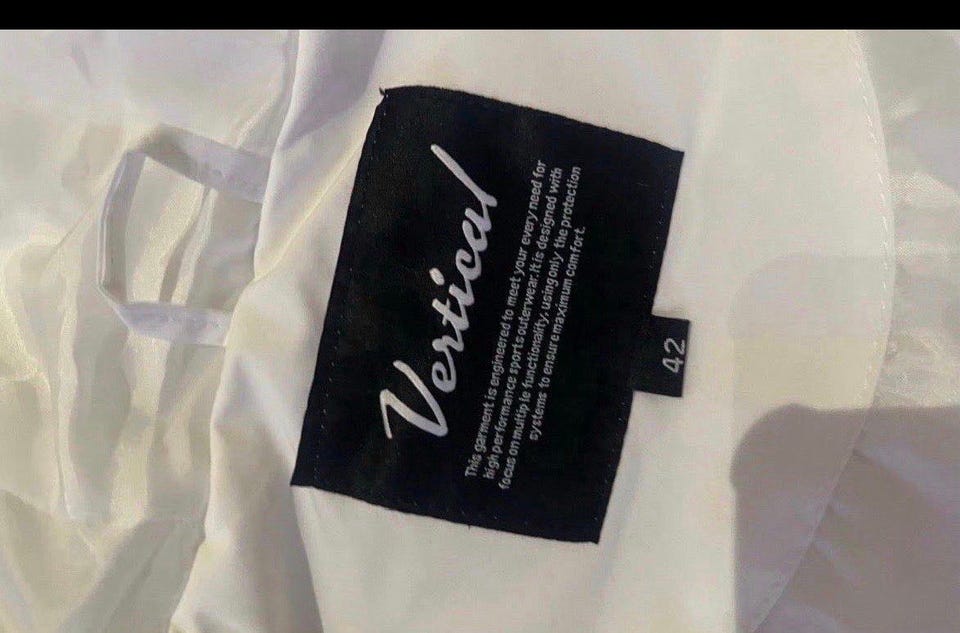 Vertical
This garment is engineered to meet your every need for
high performance sports outerwear.it is designed with
focus on multiple functionality, using only the protection
systems to ensure maximum comfort.
42